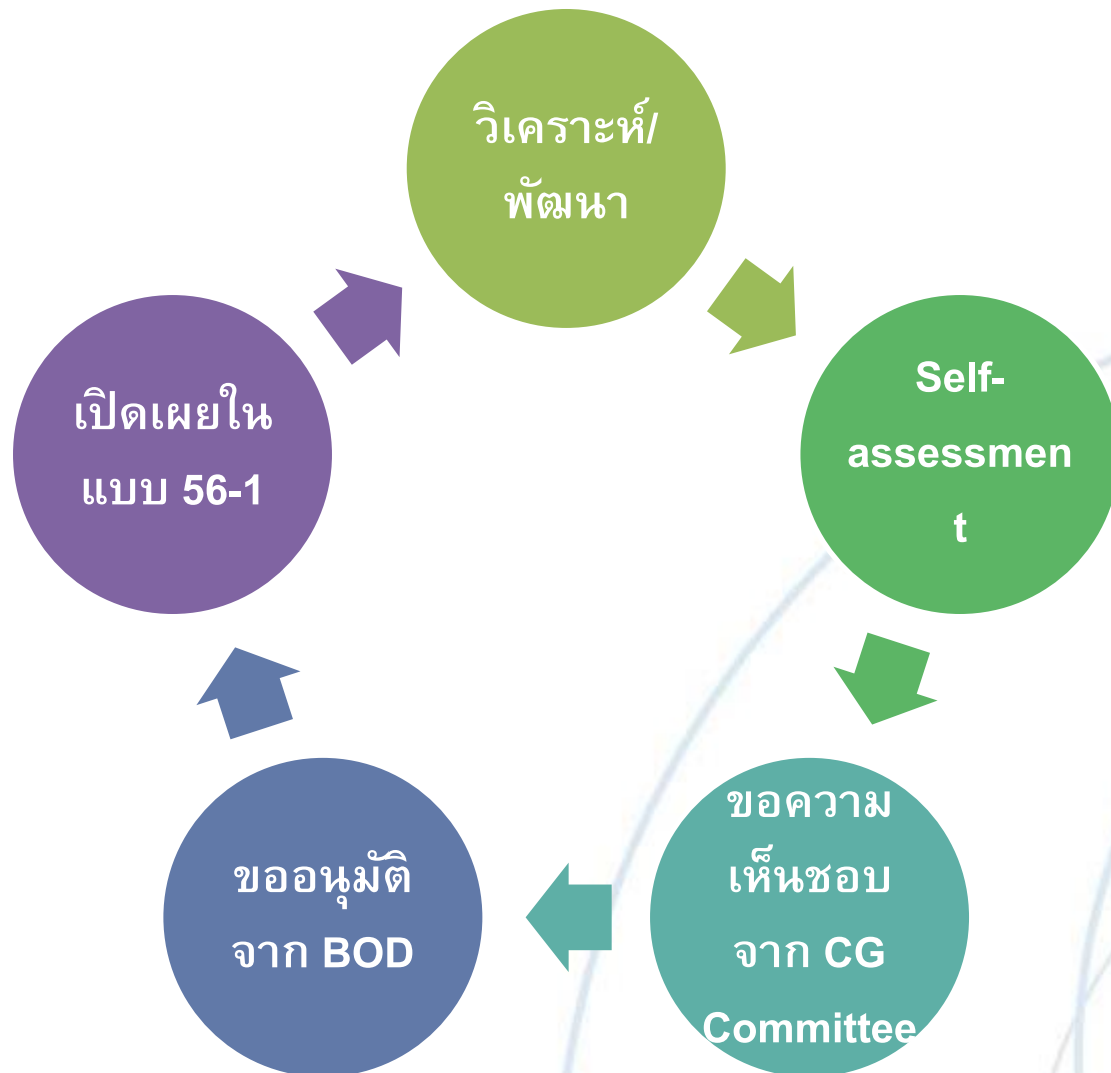 วิเคราะห์/
พัฒนา
Self-
assessmen
t
ขอความ
เห็นชอบ
จาก CG
Committee
ขออนุมัติ
จาก BOD
เปิดเผยใน
แบบ 56-1